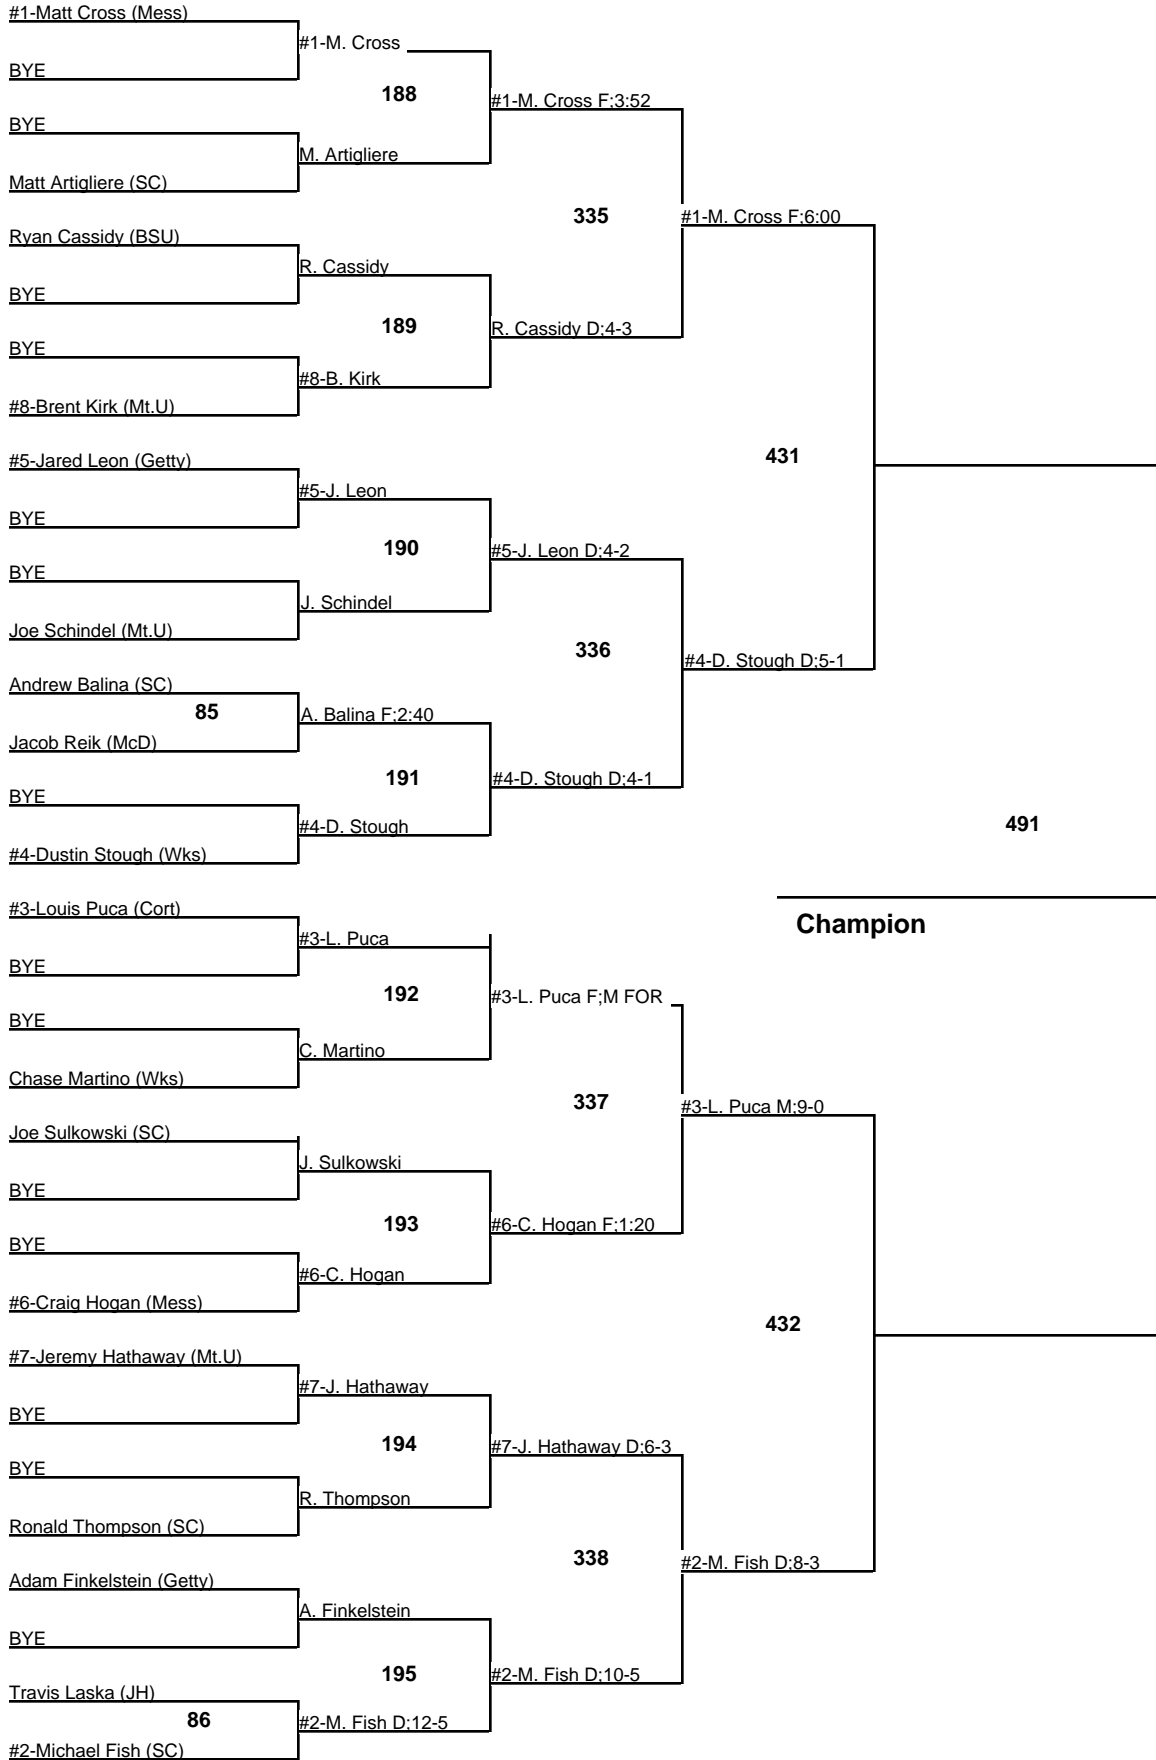 #1-Matt Cross (Mess)
#1-M. Cross
BYE
188
#1-M. Cross F;3:52
BYE
M. Artigliere
Matt Artigliere (SC)
335
#1-M. Cross F;6:00
Ryan Cassidy (BSU)
R. Cassidy
BYE
189
R. Cassidy D;4-3
BYE
#8-B. Kirk
#8-Brent Kirk (Mt.U)
431
#5-Jared Leon (Getty)
#5-J. Leon
BYE
190
#5-J. Leon D;4-2
BYE
J. Schindel
Joe Schindel (Mt.U)
336
#4-D. Stough D;5-1
Andrew Balina (SC)
85
A. Balina F;2:40
Jacob Reik (McD)
191
#4-D. Stough D;4-1
BYE
#4-D. Stough
491
#4-Dustin Stough (Wks)
#3-Louis Puca (Cort)
Champion
#3-L. Puca
BYE
192
#3-L. Puca F;M FOR
BYE
C. Martino
Chase Martino (Wks)
337
#3-L. Puca M;9-0
Joe Sulkowski (SC)
J. Sulkowski
BYE
193
#6-C. Hogan F;1:20
BYE
#6-C. Hogan
#6-Craig Hogan (Mess)
432
#7-Jeremy Hathaway (Mt.U)
#7-J. Hathaway
BYE
194
#7-J. Hathaway D;6-3
BYE
R. Thompson
Ronald Thompson (SC)
338
#2-M. Fish D;8-3
Adam Finkelstein (Getty)
A. Finkelstein
BYE
195
#2-M. Fish D;10-5
Travis Laska (JH)
86
#2-M. Fish D;12-5
#2-Michael Fish (SC)